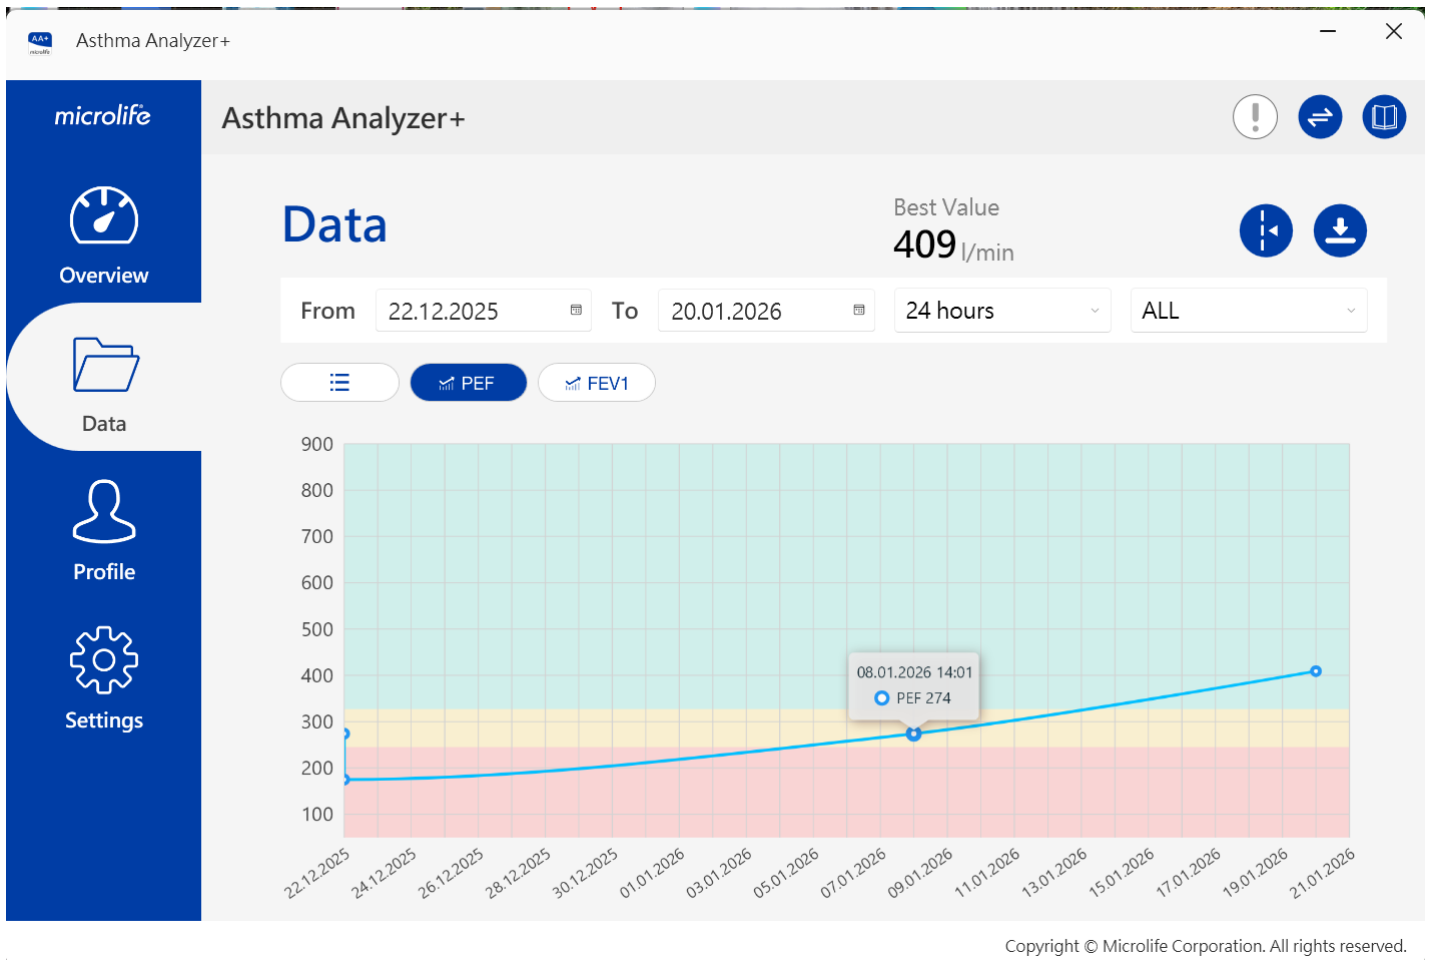 AA+
microlife
Asthma Analyzer+
microlife
Asthma Analyzer+
Overview
Data
Profile
Settings
Data
Best Value
409 l/min
From 22.12.2025 To 20.01.2026 24 hours ALL
PEF FEV1
900
800
700
600
500
400
300
200
100
08.01.2026 14:01
PEF 274
22.12.2025 24.12.2025 26.12.2025 28.12.2025 30.12.2025 01.01.2026 03.01.2026 05.01.2026 07.01.2026 09.01.2026 11.01.2026 13.01.2026 15.01.2026 17.01.2026 19.01.2026 21.01.2026
Copyright © Microlife Corporation. All rights reserved.